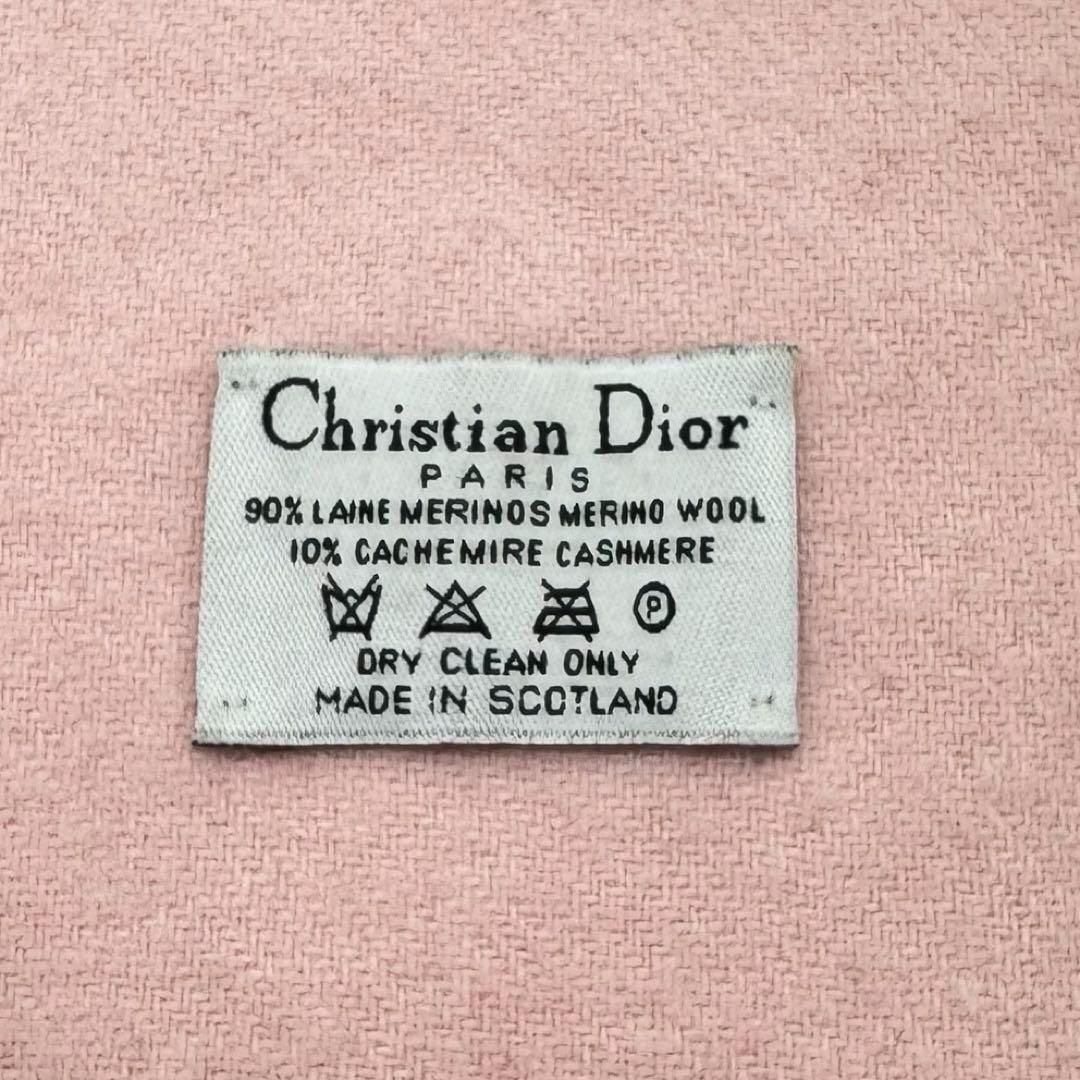 Christian Dior
PARIS
90% LAINE MERINOS MERINO WOOL
10% CACHEMIRE CASHMERE
P
DRY CLEAN ONLY
MADE IN SCOTLAND